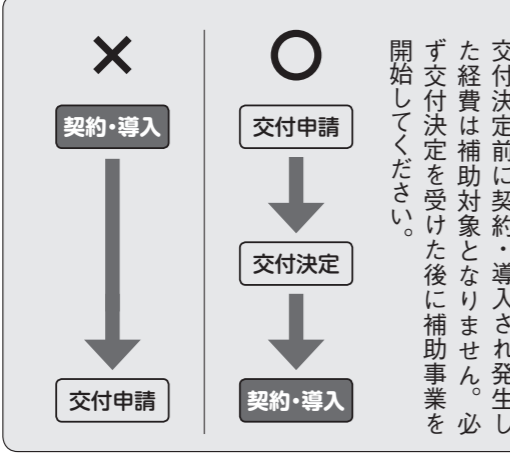 交付決定前に契約・導入され発生し
た経費は補助対象となりません。必
ず交付決定を受けた後に補助事業を
開始してください。
○
交付申請
交付決定
契約・導入
×
契約・導入
交付申請